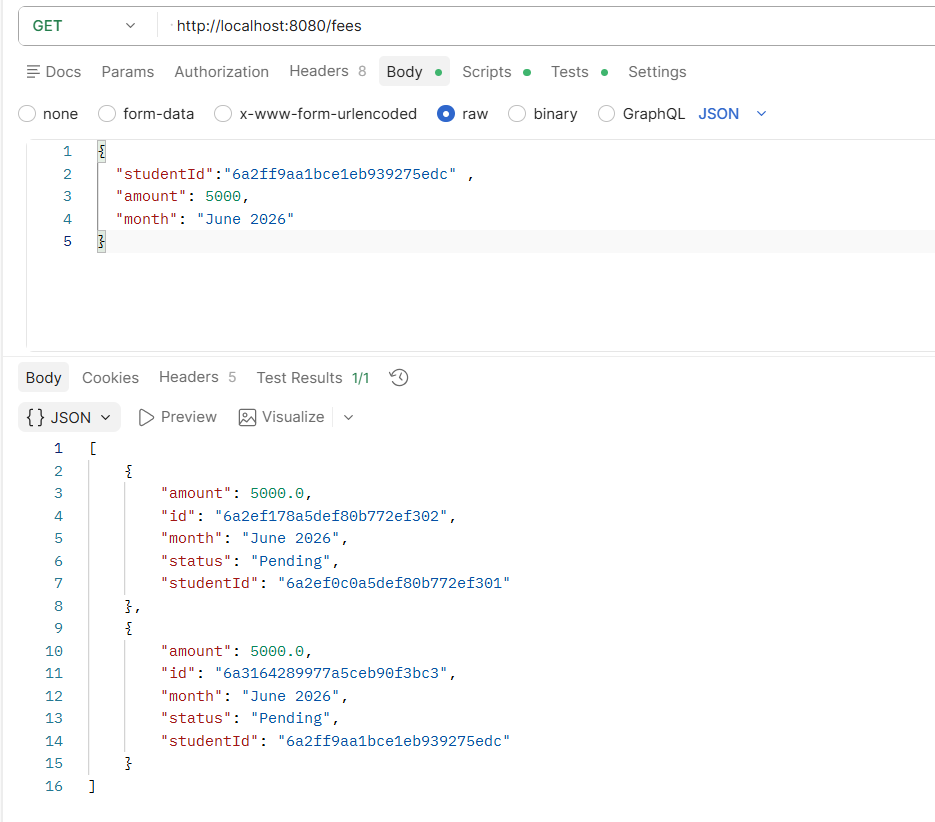 GET http://localhost:8080/fees
Docs Params Authorization Headers 8 Body Scripts Tests Settings
none form-data x-www-form-urlencoded raw binary GraphQL JSON
1 {
2 "studentId":"6a2ff9aa1bce1eb939275edc" ,
3 "amount": 5000,
4 "month": "June 2026"
5 }
Body Cookies Headers 5 Test Results 1/1
{} JSON Preview Visualize
1 [
2 {
3 "amount": 5000.0,
4 "id": "6a2ef178a5def80b772ef302",
5 "month": "June 2026",
6 "status": "Pending",
7 "studentId": "6a2ef0c0a5def80b772ef301"
8 },
9 {
10 "amount": 5000.0,
11 "id": "6a3164289977a5ceb90f3bc3",
12 "month": "June 2026",
13 "status": "Pending",
14 "studentId": "6a2ff9aa1bce1eb939275edc"
15 }
16 ]